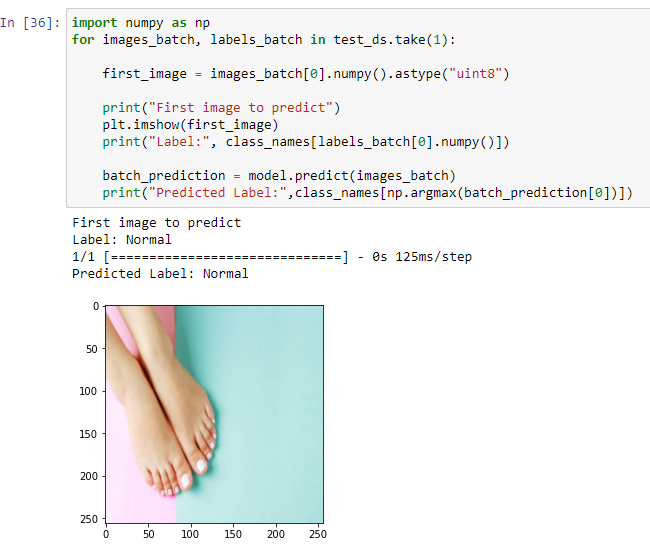 In [36]:
import numpy as np
for images_batch, labels_batch in test_ds.take(1):
first_image = images_batch[0].numpy().astype("uint8")
print("First image to predict")
plt.imshow(first_image)
print("Label:", class_names[labels_batch[0].numpy()])
batch_prediction = model.predict(images_batch)
print("Predicted Label:",class_names[np.argmax(batch_prediction[0])])
First image to predict
Label: Normal
1/1 [==============================] - 0s 125ms/step
Predicted Label: Normal
0
50
100
150
200
250
0 50 100 150 200 250